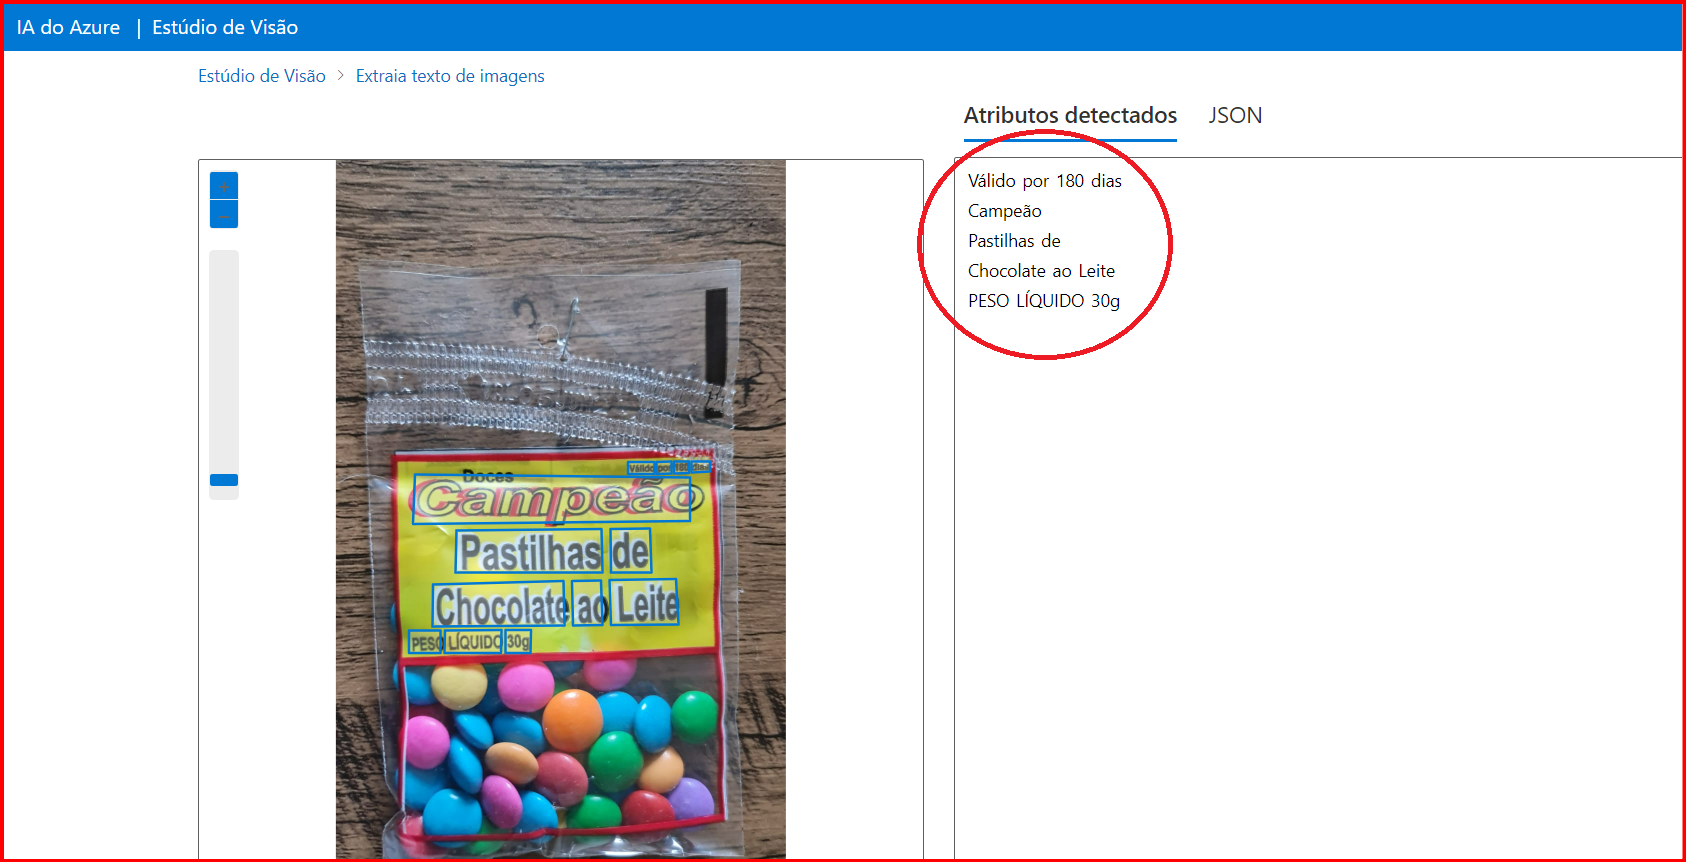 IA do Azure | Estúdio de Visão
Estúdio de Visão > Extraia texto de imagens
Atributos detectados JSON
Válido por 180 dias
Campeão
Pastilhas de
Chocolate ao Leite
PESO LÍQUIDO 30g
Válido por 180 dias
Doces
Campeão
Pastilhas de
Chocolate ao Leite
PESO LÍQUIDO 30g